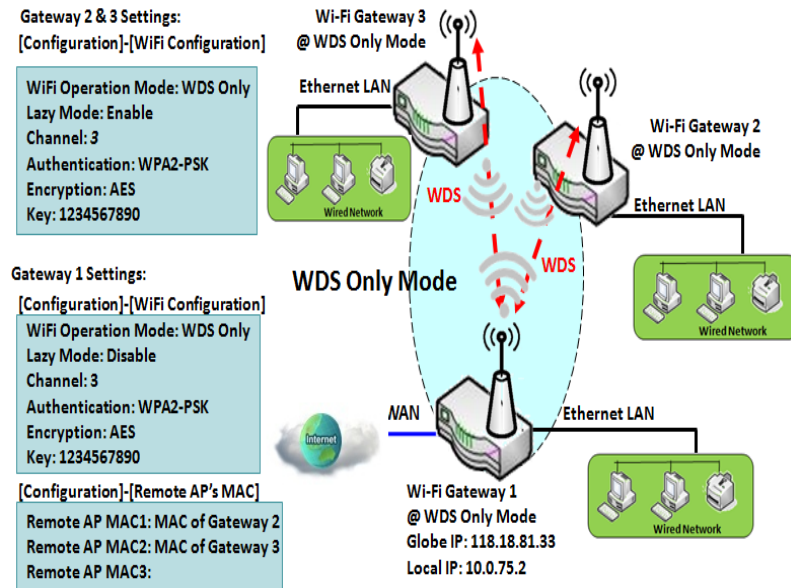 Gateway 2 & 3 Settings:
[Configuration]-[WiFi Configuration]
WiFi Operation Mode: WDS Only
Lazy Mode: Enable
Channel: 3
Authentication: WPA2-PSK
Encryption: AES
Key: 1234567890
Wi-Fi Gateway 3
@ WDS Only Mode
Ethernet LAN
Wired Network
Wi-Fi Gateway 2
@ WDS Only Mode
Ethernet LAN
Wired Network
WDS
WDS
WDS Only Mode
Gateway 1 Settings:
[Configuration]-[WiFi Configuration]
WiFi Operation Mode: WDS Only
Lazy Mode: Disable
Channel: 3
Authentication: WPA2-PSK
Encryption: AES
Key: 1234567890
[Configuration]-[Remote AP's MAC]
Remote AP MAC1: MAC of Gateway 2
Remote AP MAC2: MAC of Gateway 3
Remote AP MAC3:
Internet
WAN
Ethernet LAN
Wired Network
Wi-Fi Gateway 1
@ WDS Only Mode
Globe IP: 118.18.81.33
Local IP: 10.0.75.2